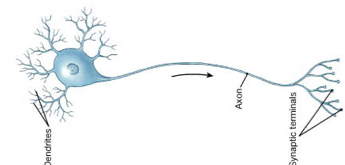 Dendrites
Axon
Synaptic terminals